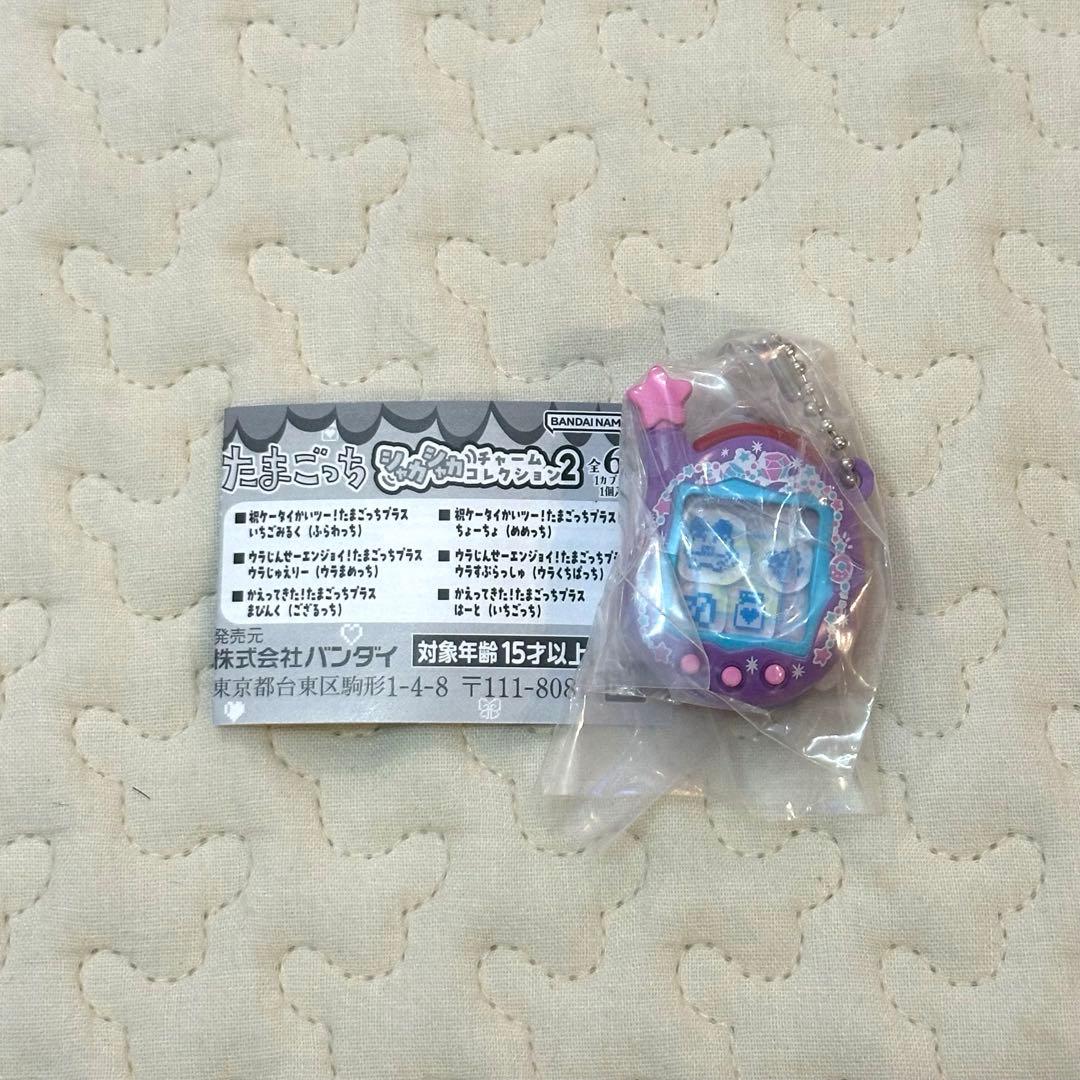 BANDAI NAM
たまごっち シャカシャカチャームコレクション2 全6
1カプ
1個入
■ 祝ケータイかいツー!たまごっちプラス
いちごみるく (ふらわっち)
■ 祝ケータイかいツー!たまごっちプラス
ちょーちょ (めめっち)
■ ウラじんせーエンジョイ!たまごっちプラス
ウラじゅえりー (ウラまめっち)
■ ウラじんせーエンジョイ!たまごっちプ
ウラすぷらっしゅ (ウラくちぱっち)
■ かえってきた!たまごっちプラス
まぴんく (ござるっち)
■ かえってきた!たまごっちプラス
はーと (いちごっち)
発売元
株式会社バンダイ
対象年齢 15才以上
東京都台東区駒形1-4-8 〒111-808